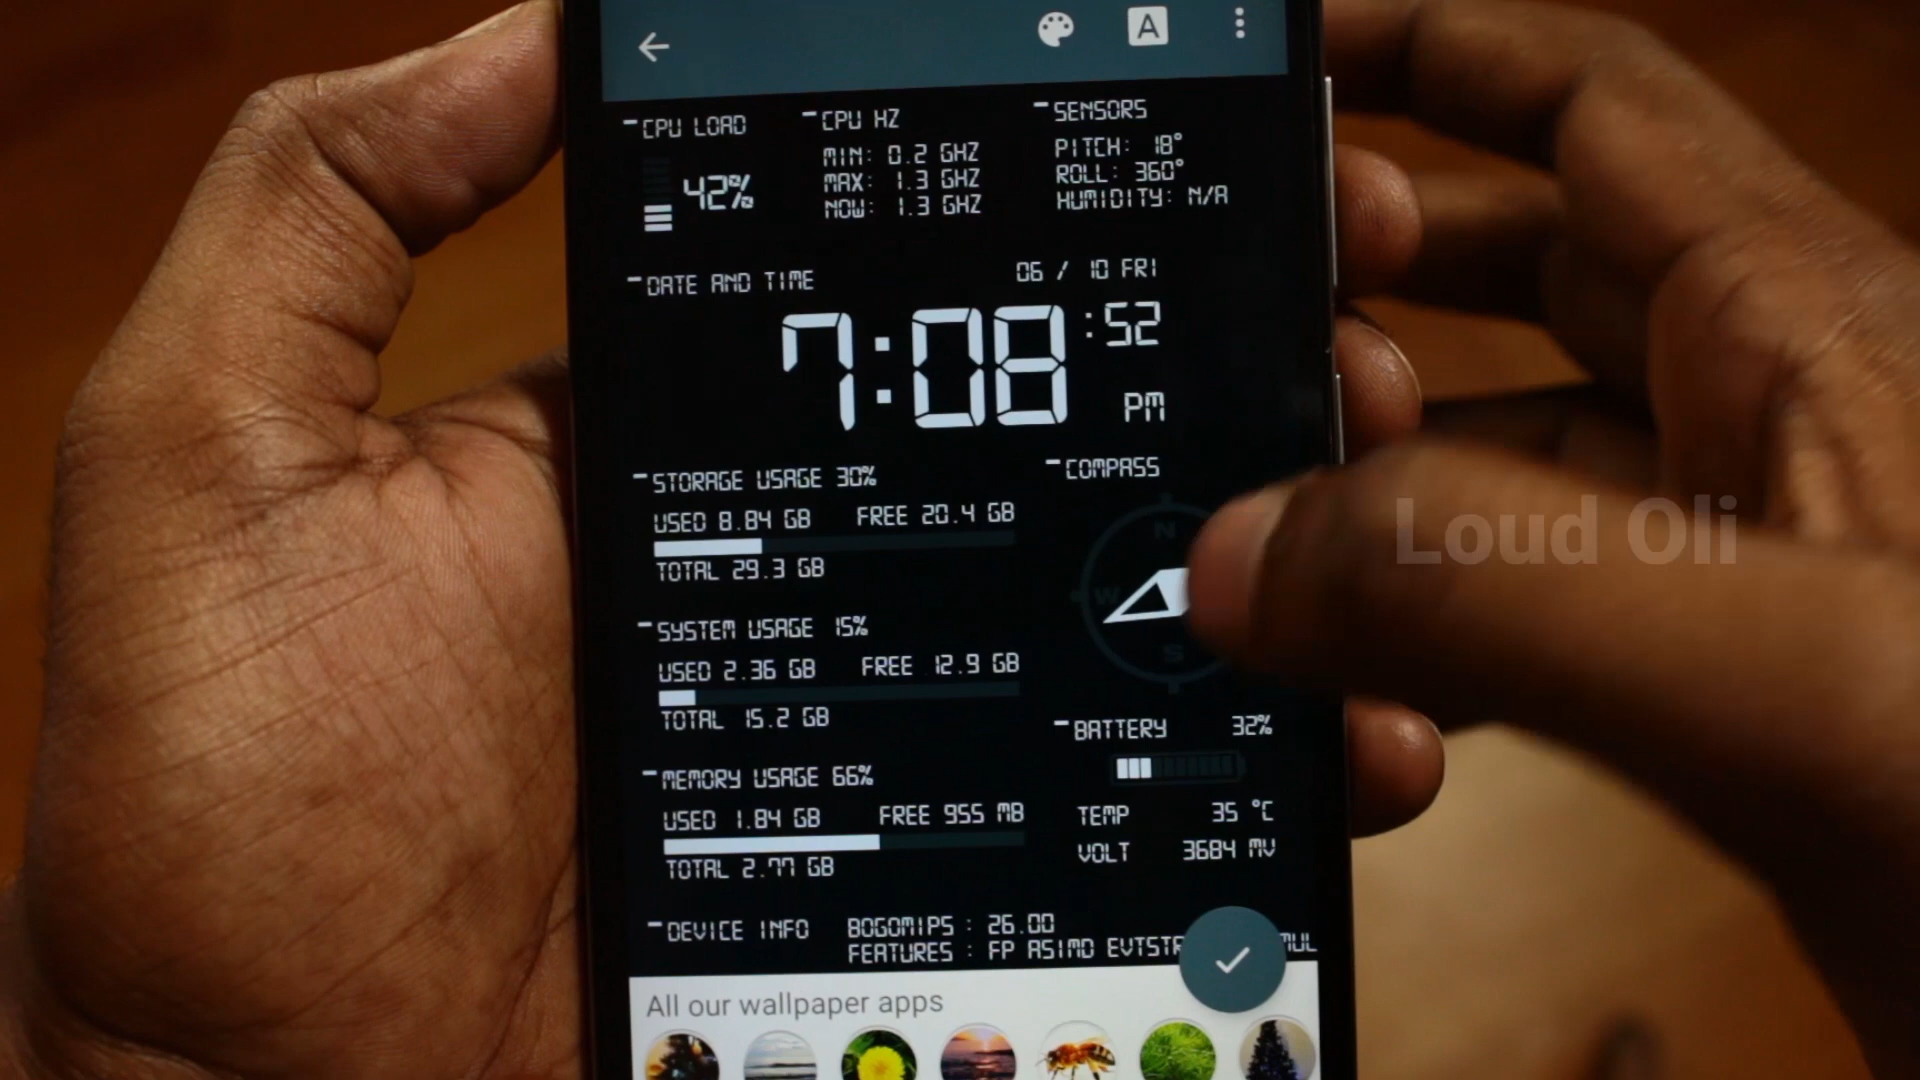 A
CPU LOAD
42%
CPU HZ
MIN: 0.2 GHZ
MAX: 1.3 GHZ
NOW: 1.3 GHZ
SENSORS
PITCH: 18°
ROLL: 360°
HUMIDITY: N/A
DATE AND TIME
06 / 10 FRI
7:08 :52
PM
STORAGE USAGE 30%
USED 8.84 GB FREE 20.4 GB
TOTAL 29.3 GB
COMPASS
N
W
S
Loud Oli
SYSTEM USAGE 15%
USED 2.36 GB FREE 12.9 GB
TOTAL 15.2 GB
MEMORY USAGE 66%
USED 1.84 GB FREE 955 MB
TOTAL 2.77 GB
BATTERY 32%
TEMP 35 °C
VOLT 3684 MV
DEVICE INFO
BOGOMIPS : 26.00
FEATURES : FP ASIMD
All our wallpaper apps